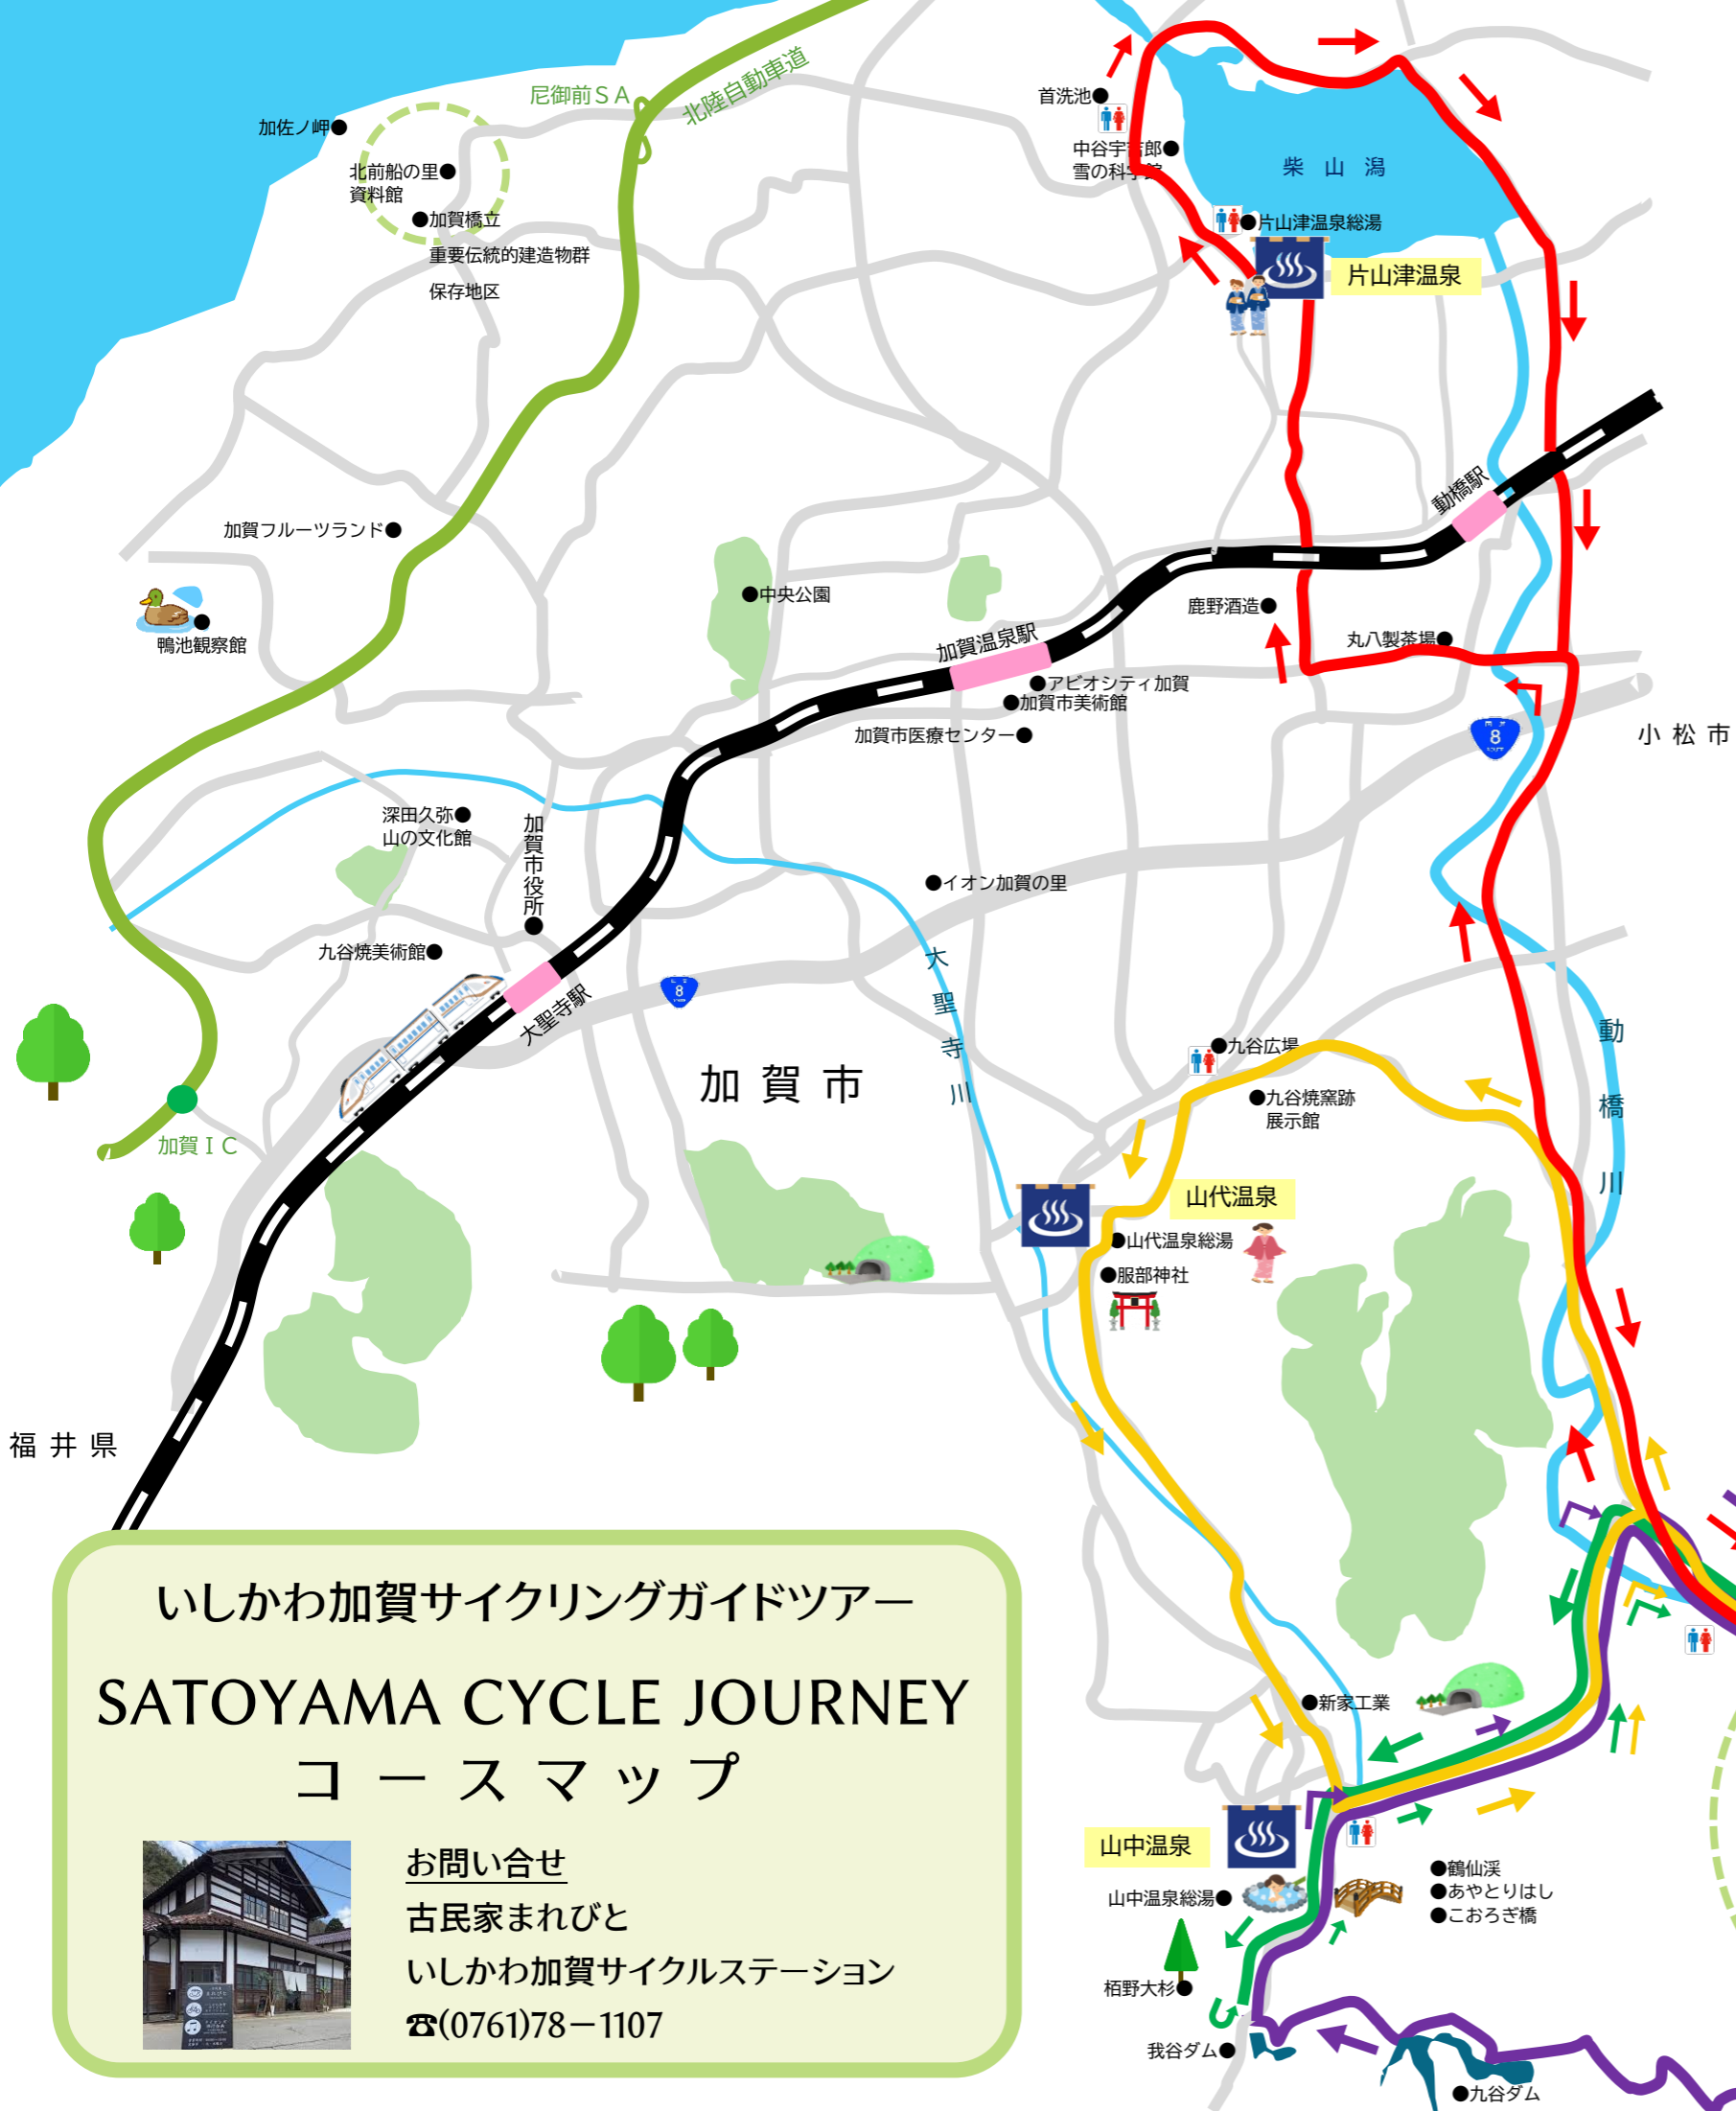 尼御前ＳＡ
北陸自動車道
加佐ノ岬
北前船の里
資料館
加賀橋立
重要伝統的建造物群
保存地区
首洗池
中谷宇吉郎
雪の科学館
柴山潟
片山津温泉総湯
片山津温泉
動橋駅
加賀フルーツランド
鴨池観察館
中央公園
加賀温泉駅
鹿野酒造
丸八製茶場
アビオシティ加賀
加賀市美術館
加賀市医療センター
8
小松市
深田久弥
山の文化館
加賀市役所
イオン加賀の里
九谷焼美術館
大聖寺駅
8
大聖寺川
加賀市
動橋川
九谷広場
九谷焼窯跡
展示館
加賀ＩＣ
山代温泉
山代温泉総湯
服部神社
福井県
新家工業
山中温泉
山中温泉総湯
鶴仙渓
あやとりはし
こおろぎ橋
栢野大杉
我谷ダム
九谷ダム
いしかわ加賀サイクリングガイドツアー
SATOYAMA CYCLE JOURNEY
コースマップ
お問い合せ
古民家まれびと
いしかわ加賀サイクルステーション
☎(0761)78－1107